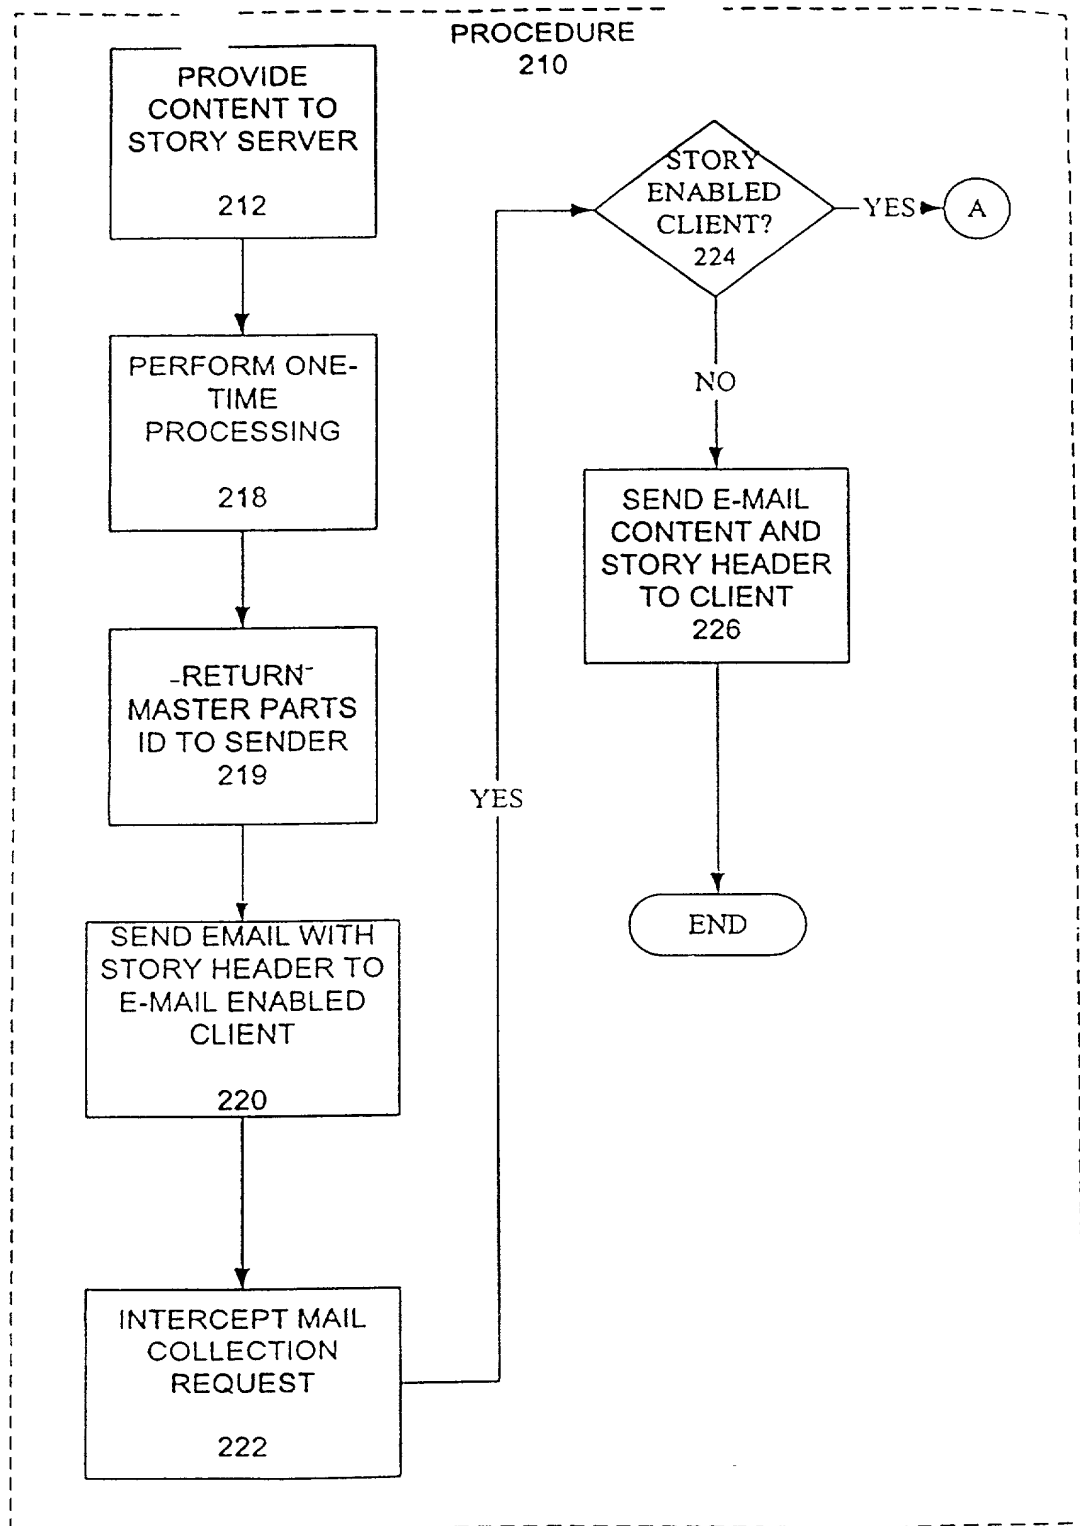 PROCEDURE
210
PROVIDE
CONTENT TO
STORY SERVER
212
PERFORM ONE-
TIME
PROCESSING
218
RETURN
MASTER PARTS
ID TO SENDER
219
SEND EMAIL WITH
STORY HEADER TO
E-MAIL ENABLED
CLIENT
220
INTERCEPT MAIL
COLLECTION
REQUEST
222
YES
STORY
ENABLED
CLIENT?
224
YES
A
NO
SEND E-MAIL
CONTENT AND
STORY HEADER
TO CLIENT
226
END